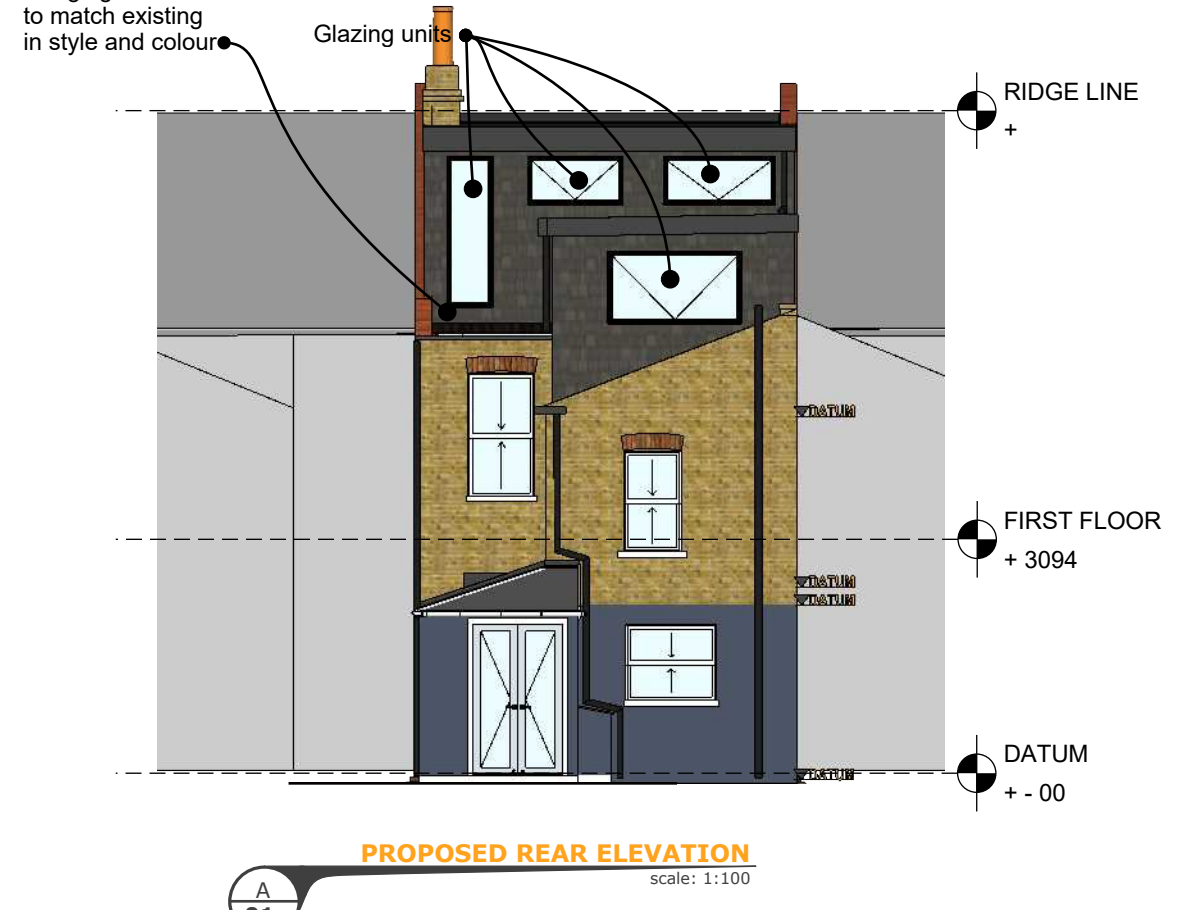 to match existing
in style and colour
Glazing units
RIDGE LINE
+
DATUM
FIRST FLOOR
+ 3094
DATUM
DATUM
DATUM
+ - 00
DATUM
PROPOSED REAR ELEVATION
scale: 1:100
A